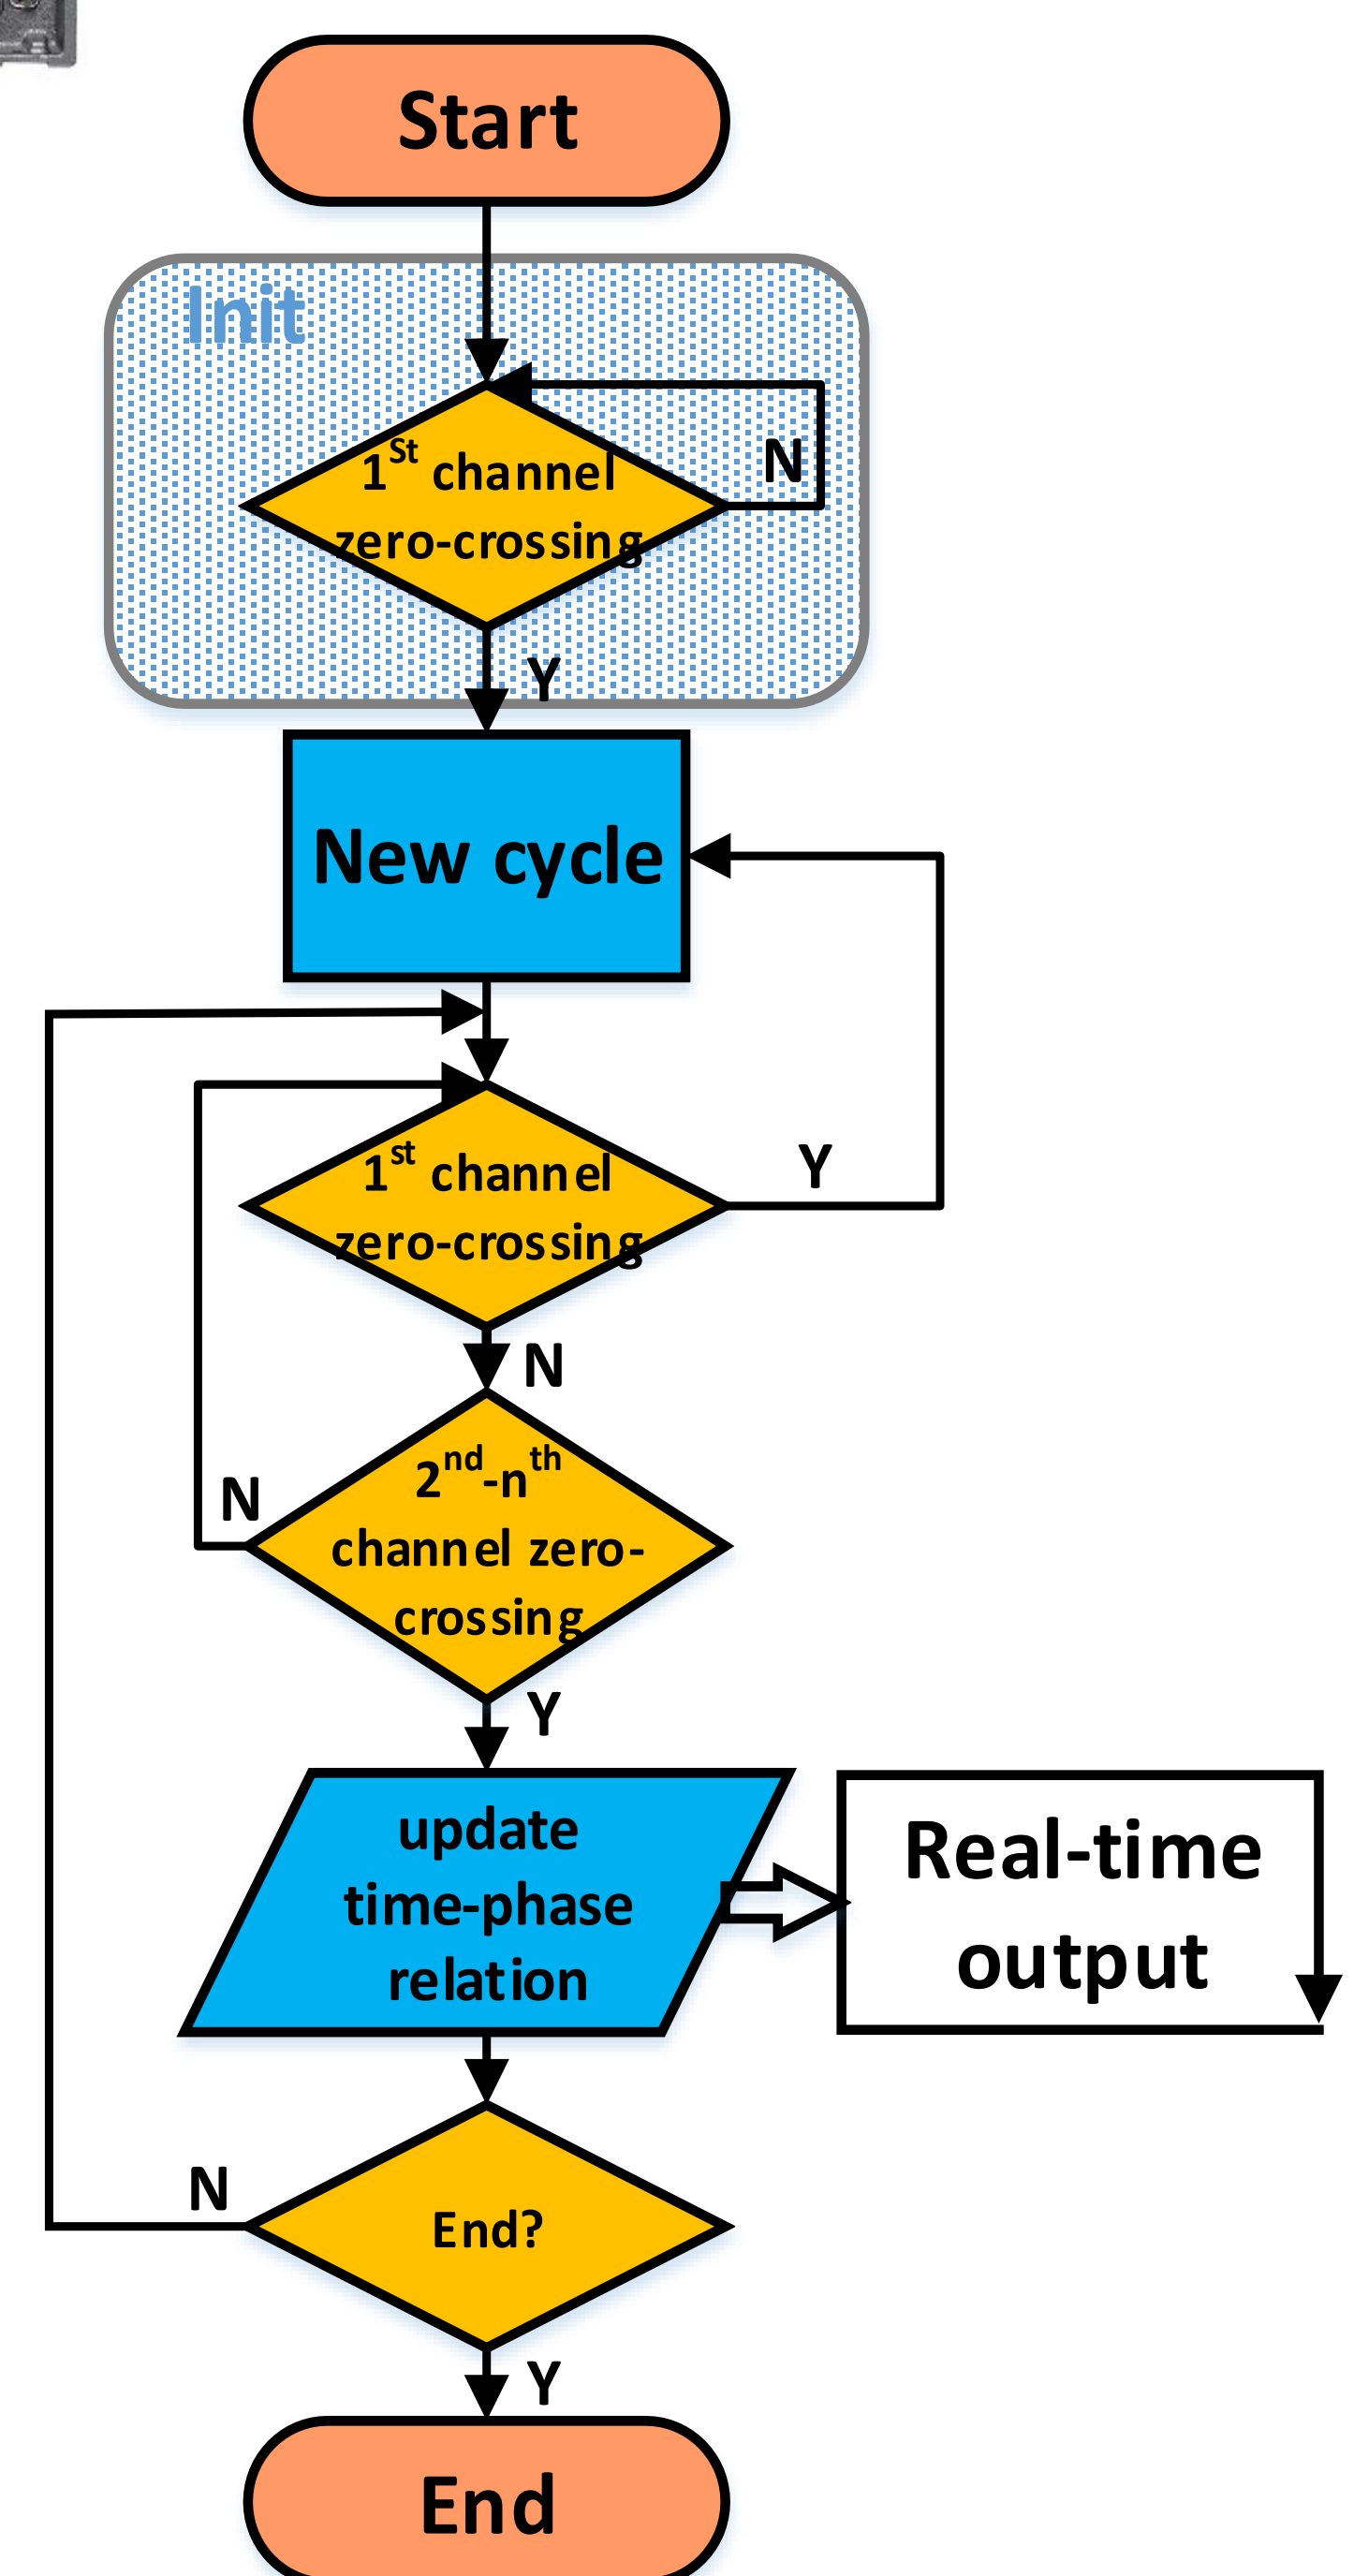 Start
Init
1St channel
zero-crossing
N
Y
New cycle
1st channel
zero-crossing
Y
N
2nd-nth
channel zero-
crossing
N
Y
update
time-phase
relation
Real-time
output
End?
N
Y
End